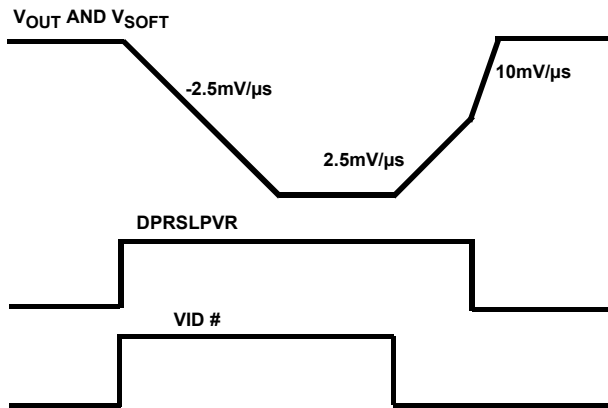 VOUT AND VSOFT
-2.5mV/µs
10mV/µs
2.5mV/µs
DPRSLPVR
VID #